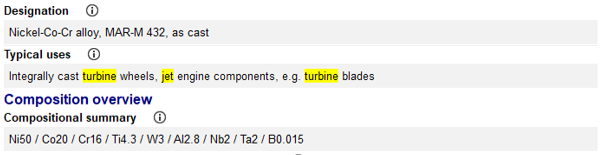 Designation
Nickel-Co-Cr alloy, MAR-M 432, as cast
Typical uses
Integrally cast turbine wheels, jet engine components, e.g. turbine blades
Composition overview
Compositional summary
Ni50 / Co20 / Cr16 / Ti4.3 / W3 / Al2.8 / Nb2 / Ta2 / B0.015